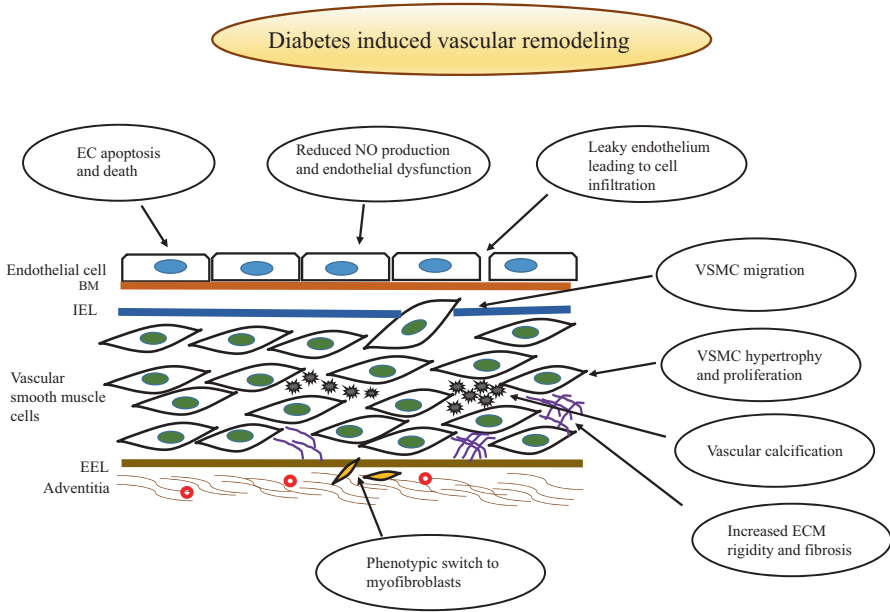 Diabetes induced vascular remodeling
EC apoptosis
and death
Reduced NO production
and endothelial dysfunction
Leaky endothelium
leading to cell
infiltration
Endothelial cell
BM
IEL
VSMC migration
Vascular
smooth muscle
cells
VSMC hypertrophy
and proliferation
Vascular calcification
EEL
Adventitia
Increased ECM
rigidity and fibrosis
Phenotypic switch to
myofibroblasts